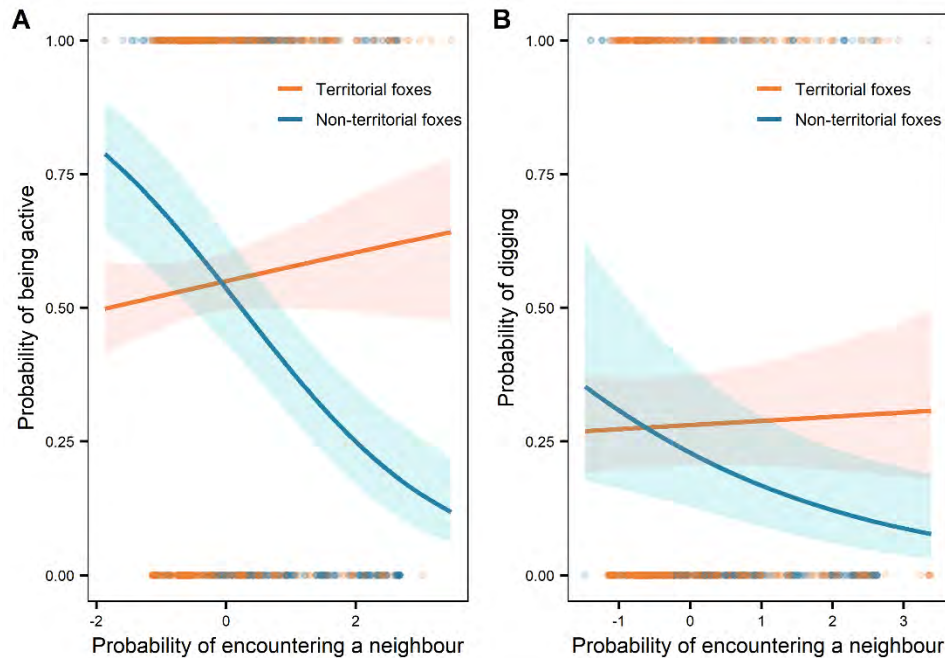 A
Probability of being active
1.00
0.75
0.50
0.25
0.00
Territorial foxes
Non-territorial foxes
-2
0
2
Probability of encountering a neighbour
B
Probability of digging
1.00
0.75
0.50
0.25
0.00
Territorial foxes
Non-territorial foxes
-1
0
1
2
3
Probability of encountering a neighbour